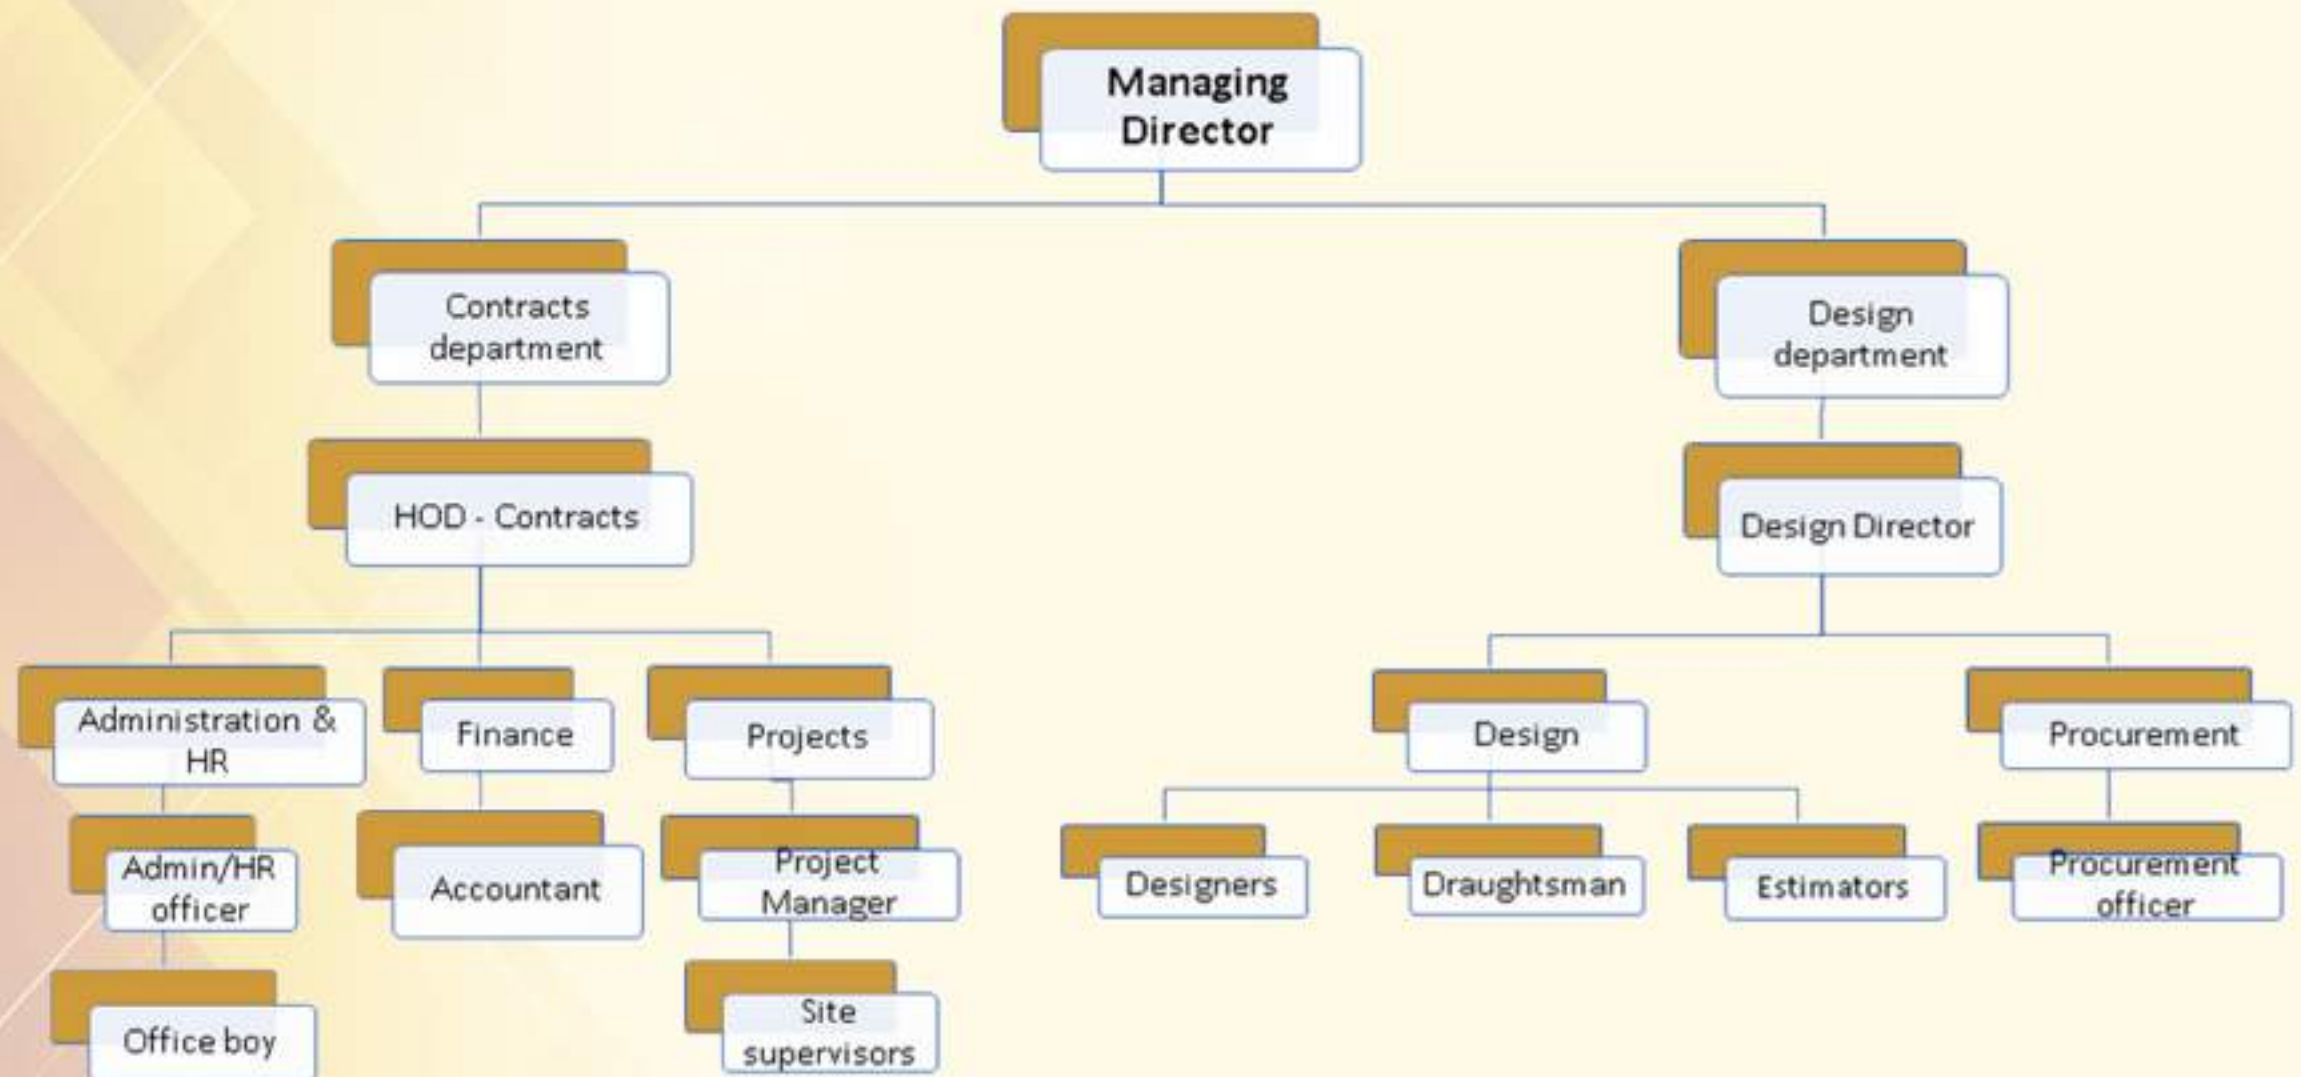 Managing
Director
Contracts
department
Design
department
HOD - Contracts
Design Director
Administration &
HR
Finance
Projects
Design
Procurement
Admin/HR
officer
Accountant
Project
Manager
Designers
Draughtsman
Estimators
Procurement
officer
Office boy
Site
supervisors